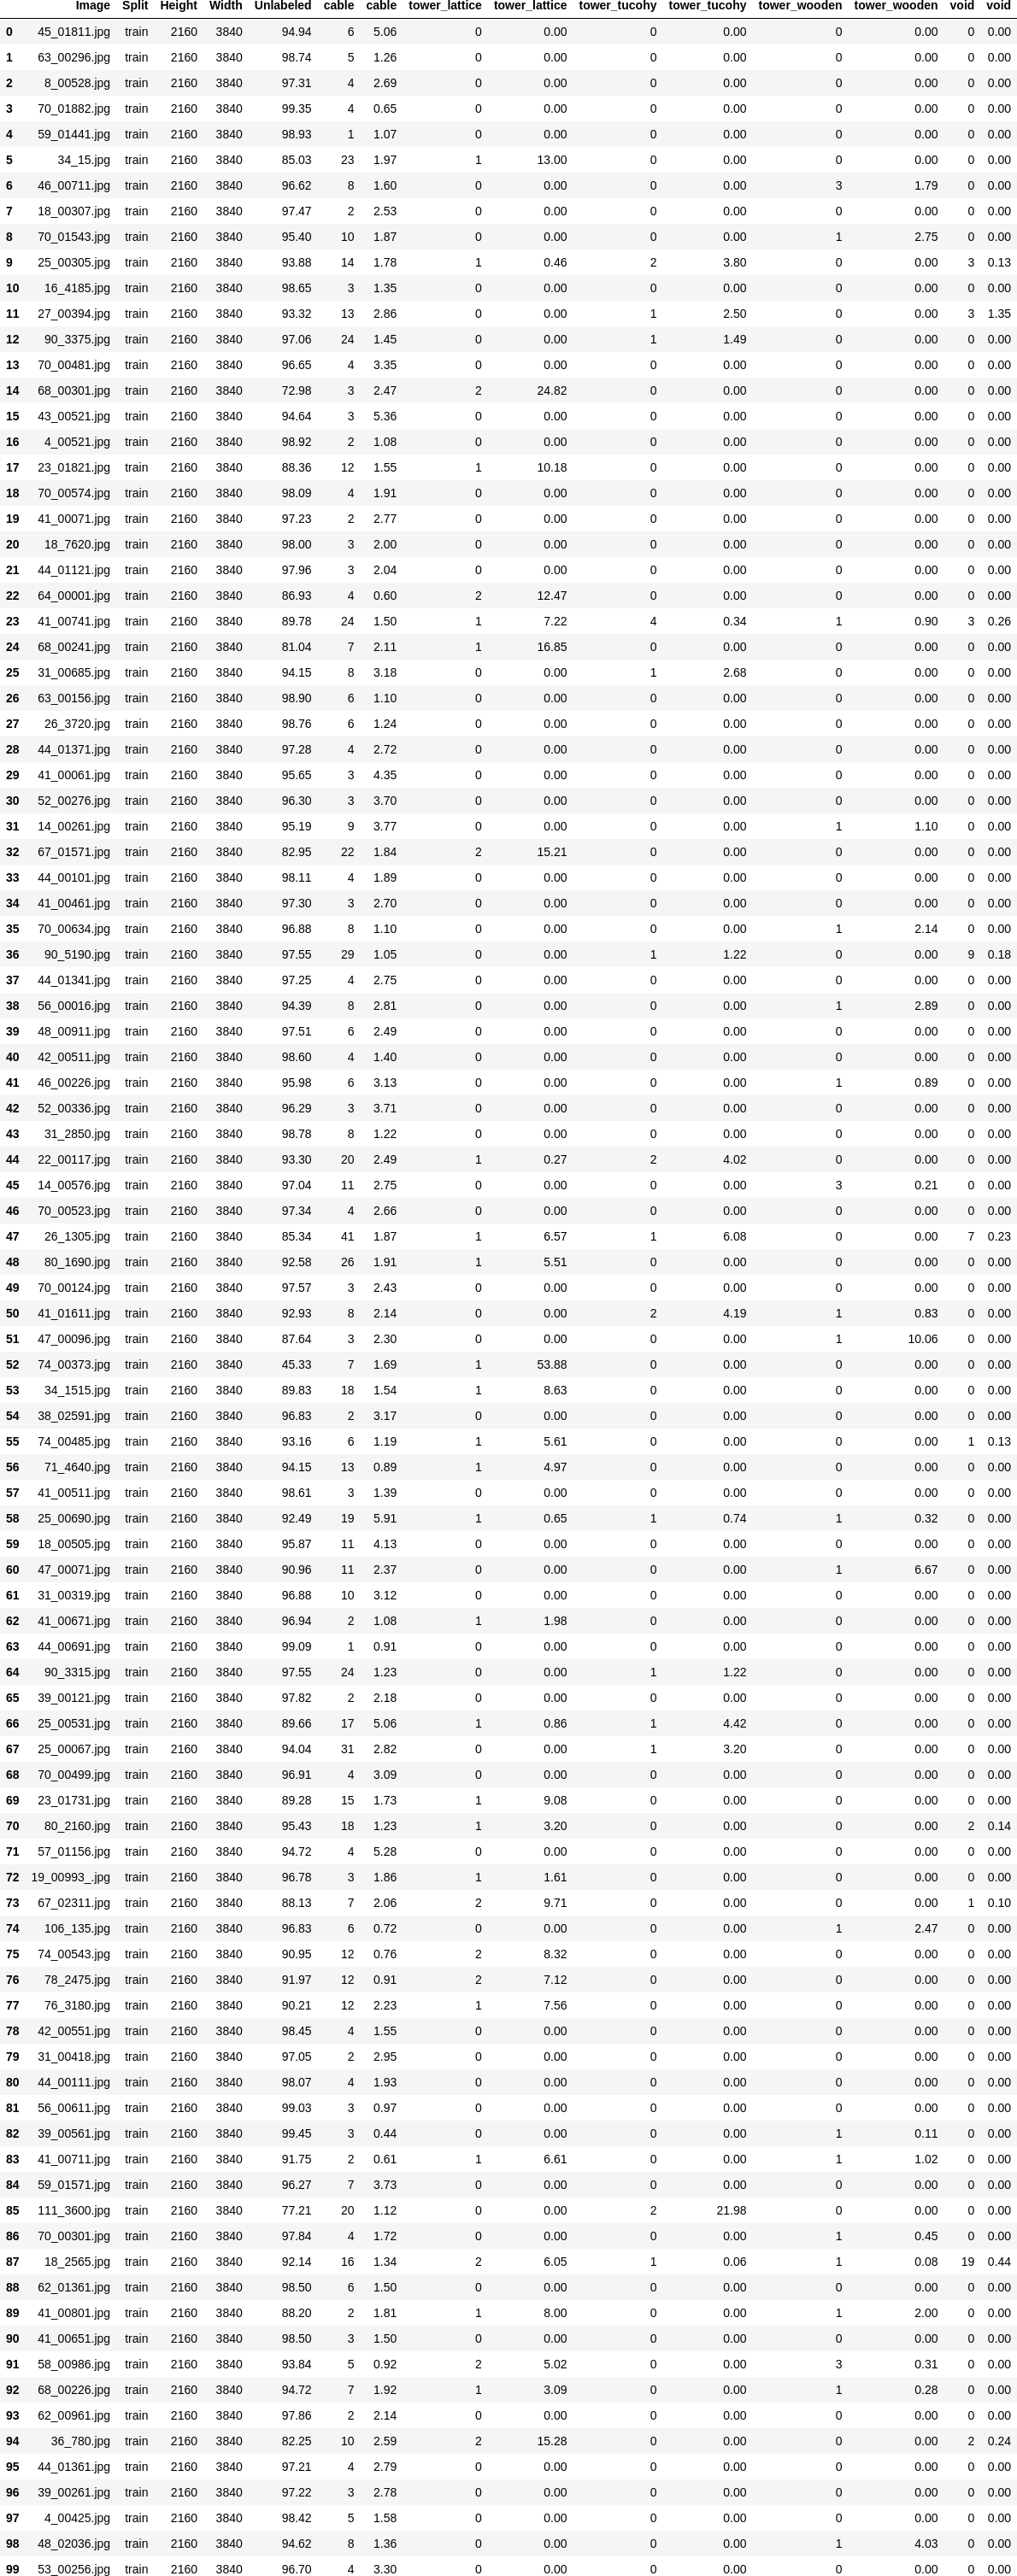 Image Split Height Width Unlabeled cable cable tower_lattice tower_lattice tower_tucohy tower_tucohy tower_wooden tower_wooden void void
0 45_01811.jpg train 2160 3840 94.94 6 5.06 0 0.00 0 0.00 0 0.00 0 0.00
1 63_00296.jpg train 2160 3840 98.74 5 1.26 0 0.00 0 0.00 0 0.00 0 0.00
2 8_00528.jpg train 2160 3840 97.31 4 2.69 0 0.00 0 0.00 0 0.00 0 0.00
3 70_01882.jpg train 2160 3840 99.35 4 0.65 0 0.00 0 0.00 0 0.00 0 0.00
4 59_01441.jpg train 2160 3840 98.93 1 1.07 0 0.00 0 0.00 0 0.00 0 0.00
5 34_15.jpg train 2160 3840 85.03 23 1.97 1 13.00 0 0.00 0 0.00 0 0.00
6 46_00711.jpg train 2160 3840 96.62 8 1.60 0 0.00 0 0.00 3 1.79 0 0.00
7 18_00307.jpg train 2160 3840 97.47 2 2.53 0 0.00 0 0.00 0 0.00 0 0.00
8 70_01543.jpg train 2160 3840 95.40 10 1.87 0 0.00 0 0.00 1 2.75 0 0.00
9 25_00305.jpg train 2160 3840 93.88 14 1.78 1 0.46 2 3.80 0 0.00 3 0.13
10 16_4185.jpg train 2160 3840 98.65 3 1.35 0 0.00 0 0.00 0 0.00 0 0.00
11 27_00394.jpg train 2160 3840 93.32 13 2.86 0 0.00 1 2.50 0 0.00 3 1.35
12 90_3375.jpg train 2160 3840 97.06 24 1.45 0 0.00 1 1.49 0 0.00 0 0.00
13 70_00481.jpg train 2160 3840 96.65 4 3.35 0 0.00 0 0.00 0 0.00 0 0.00
14 68_00301.jpg train 2160 3840 72.98 3 2.47 2 24.82 0 0.00 0 0.00 0 0.00
15 43_00521.jpg train 2160 3840 94.64 3 5.36 0 0.00 0 0.00 0 0.00 0 0.00
16 4_00521.jpg train 2160 3840 98.92 2 1.08 0 0.00 0 0.00 0 0.00 0 0.00
17 23_01821.jpg train 2160 3840 88.36 12 1.55 1 10.18 0 0.00 0 0.00 0 0.00
18 70_00574.jpg train 2160 3840 98.09 4 1.91 0 0.00 0 0.00 0 0.00 0 0.00
19 41_00071.jpg train 2160 3840 97.23 2 2.77 0 0.00 0 0.00 0 0.00 0 0.00
20 18_7620.jpg train 2160 3840 98.00 3 2.00 0 0.00 0 0.00 0 0.00 0 0.00
21 44_01121.jpg train 2160 3840 97.96 3 2.04 0 0.00 0 0.00 0 0.00 0 0.00
22 64_00001.jpg train 2160 3840 86.93 4 0.60 2 12.47 0 0.00 0 0.00 0 0.00
23 41_00741.jpg train 2160 3840 89.78 24 1.50 1 7.22 4 0.34 1 0.90 3 0.26
24 68_00241.jpg train 2160 3840 81.04 7 2.11 1 16.85 0 0.00 0 0.00 0 0.00
25 31_00685.jpg train 2160 3840 94.15 8 3.18 0 0.00 1 2.68 0 0.00 0 0.00
26 63_00156.jpg train 2160 3840 98.90 6 1.10 0 0.00 0 0.00 0 0.00 0 0.00
27 26_3720.jpg train 2160 3840 98.76 6 1.24 0 0.00 0 0.00 0 0.00 0 0.00
28 44_01371.jpg train 2160 3840 97.28 4 2.72 0 0.00 0 0.00 0 0.00 0 0.00
29 41_00061.jpg train 2160 3840 95.65 3 4.35 0 0.00 0 0.00 0 0.00 0 0.00
30 52_00276.jpg train 2160 3840 96.30 3 3.70 0 0.00 0 0.00 0 0.00 0 0.00
31 14_00261.jpg train 2160 3840 95.19 9 3.77 0 0.00 0 0.00 1 1.10 0 0.00
32 67_01571.jpg train 2160 3840 82.95 22 1.84 2 15.21 0 0.00 0 0.00 0 0.00
33 44_00101.jpg train 2160 3840 98.11 4 1.89 0 0.00 0 0.00 0 0.00 0 0.00
34 41_00461.jpg train 2160 3840 97.30 3 2.70 0 0.00 0 0.00 0 0.00 0 0.00
35 70_00634.jpg train 2160 3840 96.88 8 1.10 0 0.00 0 0.00 1 2.14 0 0.00
36 90_5190.jpg train 2160 3840 97.55 29 1.05 0 0.00 1 1.22 0 0.00 9 0.18
37 44_01341.jpg train 2160 3840 97.25 4 2.75 0 0.00 0 0.00 0 0.00 0 0.00
38 56_00016.jpg train 2160 3840 94.39 8 2.81 0 0.00 0 0.00 1 2.89 0 0.00
39 48_00911.jpg train 2160 3840 97.51 6 2.49 0 0.00 0 0.00 0 0.00 0 0.00
40 42_00511.jpg train 2160 3840 98.60 4 1.40 0 0.00 0 0.00 0 0.00 0 0.00
41 46_00226.jpg train 2160 3840 95.98 6 3.13 0 0.00 0 0.00 1 0.89 0 0.00
42 52_00336.jpg train 2160 3840 96.29 3 3.71 0 0.00 0 0.00 0 0.00 0 0.00
43 31_2850.jpg train 2160 3840 98.78 8 1.22 0 0.00 0 0.00 0 0.00 0 0.00
44 22_00117.jpg train 2160 3840 93.30 20 2.49 1 0.27 2 4.02 0 0.00 0 0.00
45 14_00576.jpg train 2160 3840 97.04 11 2.75 0 0.00 0 0.00 3 0.21 0 0.00
46 70_00523.jpg train 2160 3840 97.34 4 2.66 0 0.00 0 0.00 0 0.00 0 0.00
47 26_1305.jpg train 2160 3840 85.34 41 1.87 1 6.57 1 6.08 0 0.00 7 0.23
48 80_1690.jpg train 2160 3840 92.58 26 1.91 1 5.51 0 0.00 0 0.00 0 0.00
49 70_00124.jpg train 2160 3840 97.57 3 2.43 0 0.00 0 0.00 0 0.00 0 0.00
50 41_01611.jpg train 2160 3840 92.93 8 2.14 0 0.00 2 4.19 1 0.83 0 0.00
51 47_00096.jpg train 2160 3840 87.64 3 2.30 0 0.00 0 0.00 1 10.06 0 0.00
52 74_00373.jpg train 2160 3840 45.33 7 1.69 1 53.88 0 0.00 0 0.00 0 0.00
53 34_1515.jpg train 2160 3840 89.83 18 1.54 1 8.63 0 0.00 0 0.00 0 0.00
54 38_02591.jpg train 2160 3840 96.83 2 3.17 0 0.00 0 0.00 0 0.00 0 0.00
55 74_00485.jpg train 2160 3840 93.16 6 1.19 1 5.61 0 0.00 0 0.00 1 0.13
56 71_4640.jpg train 2160 3840 94.15 13 0.89 1 4.97 0 0.00 0 0.00 0 0.00
57 41_00511.jpg train 2160 3840 98.61 3 1.39 0 0.00 0 0.00 0 0.00 0 0.00
58 25_00690.jpg train 2160 3840 92.49 19 5.91 1 0.65 1 0.74 1 0.32 0 0.00
59 18_00505.jpg train 2160 3840 95.87 11 4.13 0 0.00 0 0.00 0 0.00 0 0.00
60 47_00071.jpg train 2160 3840 90.96 11 2.37 0 0.00 0 0.00 1 6.67 0 0.00
61 31_00319.jpg train 2160 3840 96.88 10 3.12 0 0.00 0 0.00 0 0.00 0 0.00
62 41_00671.jpg train 2160 3840 96.94 2 1.08 1 1.98 0 0.00 0 0.00 0 0.00
63 44_00691.jpg train 2160 3840 99.09 1 0.91 0 0.00 0 0.00 0 0.00 0 0.00
64 90_3315.jpg train 2160 3840 97.55 24 1.23 0 0.00 1 1.22 0 0.00 0 0.00
65 39_00121.jpg train 2160 3840 97.82 2 2.18 0 0.00 0 0.00 0 0.00 0 0.00
66 25_00531.jpg train 2160 3840 89.66 17 5.06 1 0.86 1 4.42 0 0.00 0 0.00
67 25_00067.jpg train 2160 3840 94.04 31 2.82 0 0.00 1 3.20 0 0.00 0 0.00
68 70_00499.jpg train 2160 3840 96.91 4 3.09 0 0.00 0 0.00 0 0.00 0 0.00
69 23_01731.jpg train 2160 3840 89.28 15 1.73 1 9.08 0 0.00 0 0.00 0 0.00
70 80_2160.jpg train 2160 3840 95.43 18 1.23 1 3.20 0 0.00 0 0.00 2 0.14
71 57_01156.jpg train 2160 3840 94.72 4 5.28 0 0.00 0 0.00 0 0.00 0 0.00
72 19_00993_.jpg train 2160 3840 96.78 3 1.86 1 1.61 0 0.00 0 0.00 0 0.00
73 67_02311.jpg train 2160 3840 88.13 7 2.06 2 9.71 0 0.00 0 0.00 1 0.10
74 106_135.jpg train 2160 3840 96.83 6 0.72 0 0.00 0 0.00 1 2.47 0 0.00
75 74_00543.jpg train 2160 3840 90.95 12 0.76 2 8.32 0 0.00 0 0.00 0 0.00
76 78_2475.jpg train 2160 3840 91.97 12 0.91 2 7.12 0 0.00 0 0.00 0 0.00
77 76_3180.jpg train 2160 3840 90.21 12 2.23 1 7.56 0 0.00 0 0.00 0 0.00
78 42_00551.jpg train 2160 3840 98.45 4 1.55 0 0.00 0 0.00 0 0.00 0 0.00
79 31_00418.jpg train 2160 3840 97.05 2 2.95 0 0.00 0 0.00 0 0.00 0 0.00
80 44_00111.jpg train 2160 3840 98.07 4 1.93 0 0.00 0 0.00 0 0.00 0 0.00
81 56_00611.jpg train 2160 3840 99.03 3 0.97 0 0.00 0 0.00 0 0.00 0 0.00
82 39_00561.jpg train 2160 3840 99.45 3 0.44 0 0.00 0 0.00 1 0.11 0 0.00
83 41_00711.jpg train 2160 3840 91.75 2 0.61 1 6.61 0 0.00 1 1.02 0 0.00
84 59_01571.jpg train 2160 3840 96.27 7 3.73 0 0.00 0 0.00 0 0.00 0 0.00
85 111_3600.jpg train 2160 3840 77.21 20 1.12 0 0.00 2 21.98 0 0.00 0 0.00
86 70_00301.jpg train 2160 3840 97.84 4 1.72 0 0.00 0 0.00 1 0.45 0 0.00
87 18_2565.jpg train 2160 3840 92.14 16 1.34 2 6.05 1 0.06 1 0.08 19 0.44
88 62_01361.jpg train 2160 3840 98.50 6 1.50 0 0.00 0 0.00 0 0.00 0 0.00
89 41_00801.jpg train 2160 3840 88.20 2 1.81 1 8.00 0 0.00 1 2.00 0 0.00
90 41_00651.jpg train 2160 3840 98.50 3 1.50 0 0.00 0 0.00 0 0.00 0 0.00
91 58_00986.jpg train 2160 3840 93.84 5 0.92 2 5.02 0 0.00 3 0.31 0 0.00
92 68_00226.jpg train 2160 3840 94.72 7 1.92 1 3.09 0 0.00 1 0.28 0 0.00
93 62_00961.jpg train 2160 3840 97.86 2 2.14 0 0.00 0 0.00 0 0.00 0 0.00
94 36_780.jpg train 2160 3840 82.25 10 2.59 2 15.28 0 0.00 0 0.00 2 0.24
95 44_01361.jpg train 2160 3840 97.21 4 2.79 0 0.00 0 0.00 0 0.00 0 0.00
96 39_00261.jpg train 2160 3840 97.22 3 2.78 0 0.00 0 0.00 0 0.00 0 0.00
97 4_00425.jpg train 2160 3840 98.42 5 1.58 0 0.00 0 0.00 0 0.00 0 0.00
98 48_02036.jpg train 2160 3840 94.62 8 1.36 0 0.00 0 0.00 1 4.03 0 0.00
99 53_00256.jpg train 2160 3840 96.70 4 3.30 0 0.00 0 0.00 0 0.00 0 0.00